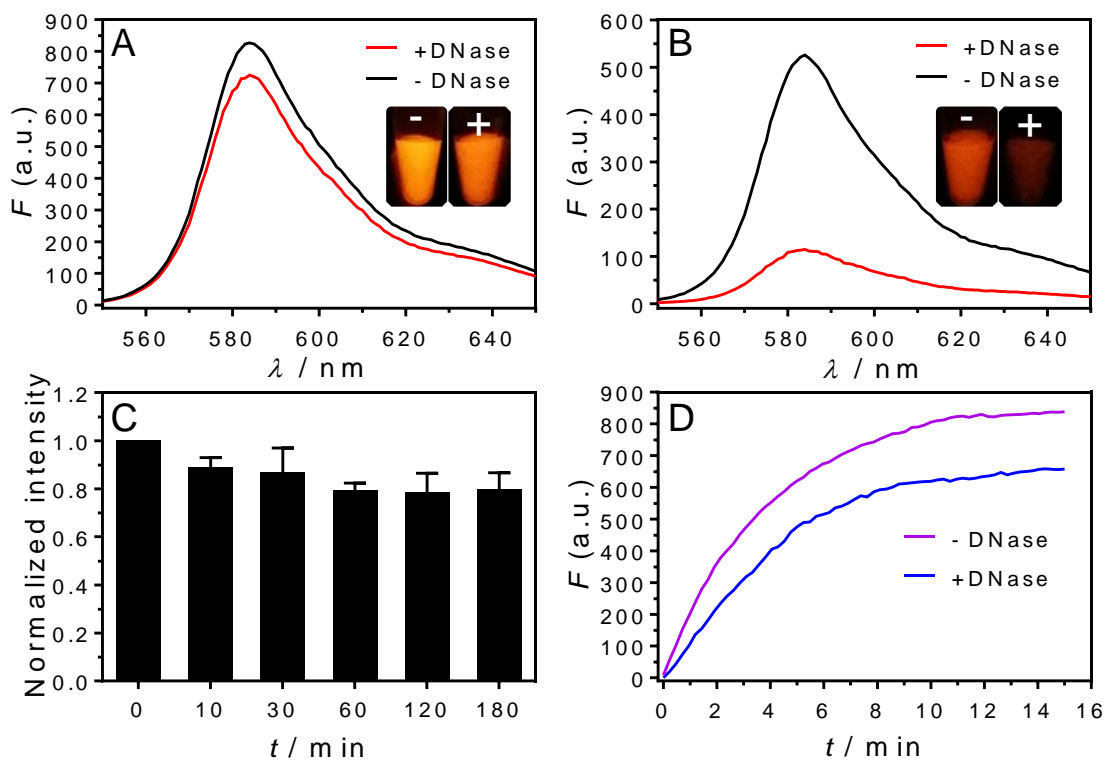 A
+DNase
- DNase
- +
900
800
700
600
500
400
300
200
100
0
F (a.u.)
560 580 600 620 640
λ / nm
B
+DNase
- DNase
- +
600
500
400
300
200
100
0
F (a.u.)
560 580 600 620 640
λ / nm
C
1.2
1.0
0.8
0.6
0.4
0.2
0.0
Normalized intensity
0 10 30 60 120 180
t / min
D
- DNase
+DNase
900
800
700
600
500
400
300
200
100
0
F (a.u.)
0 2 4 6 8 10 12 14 16
t / min